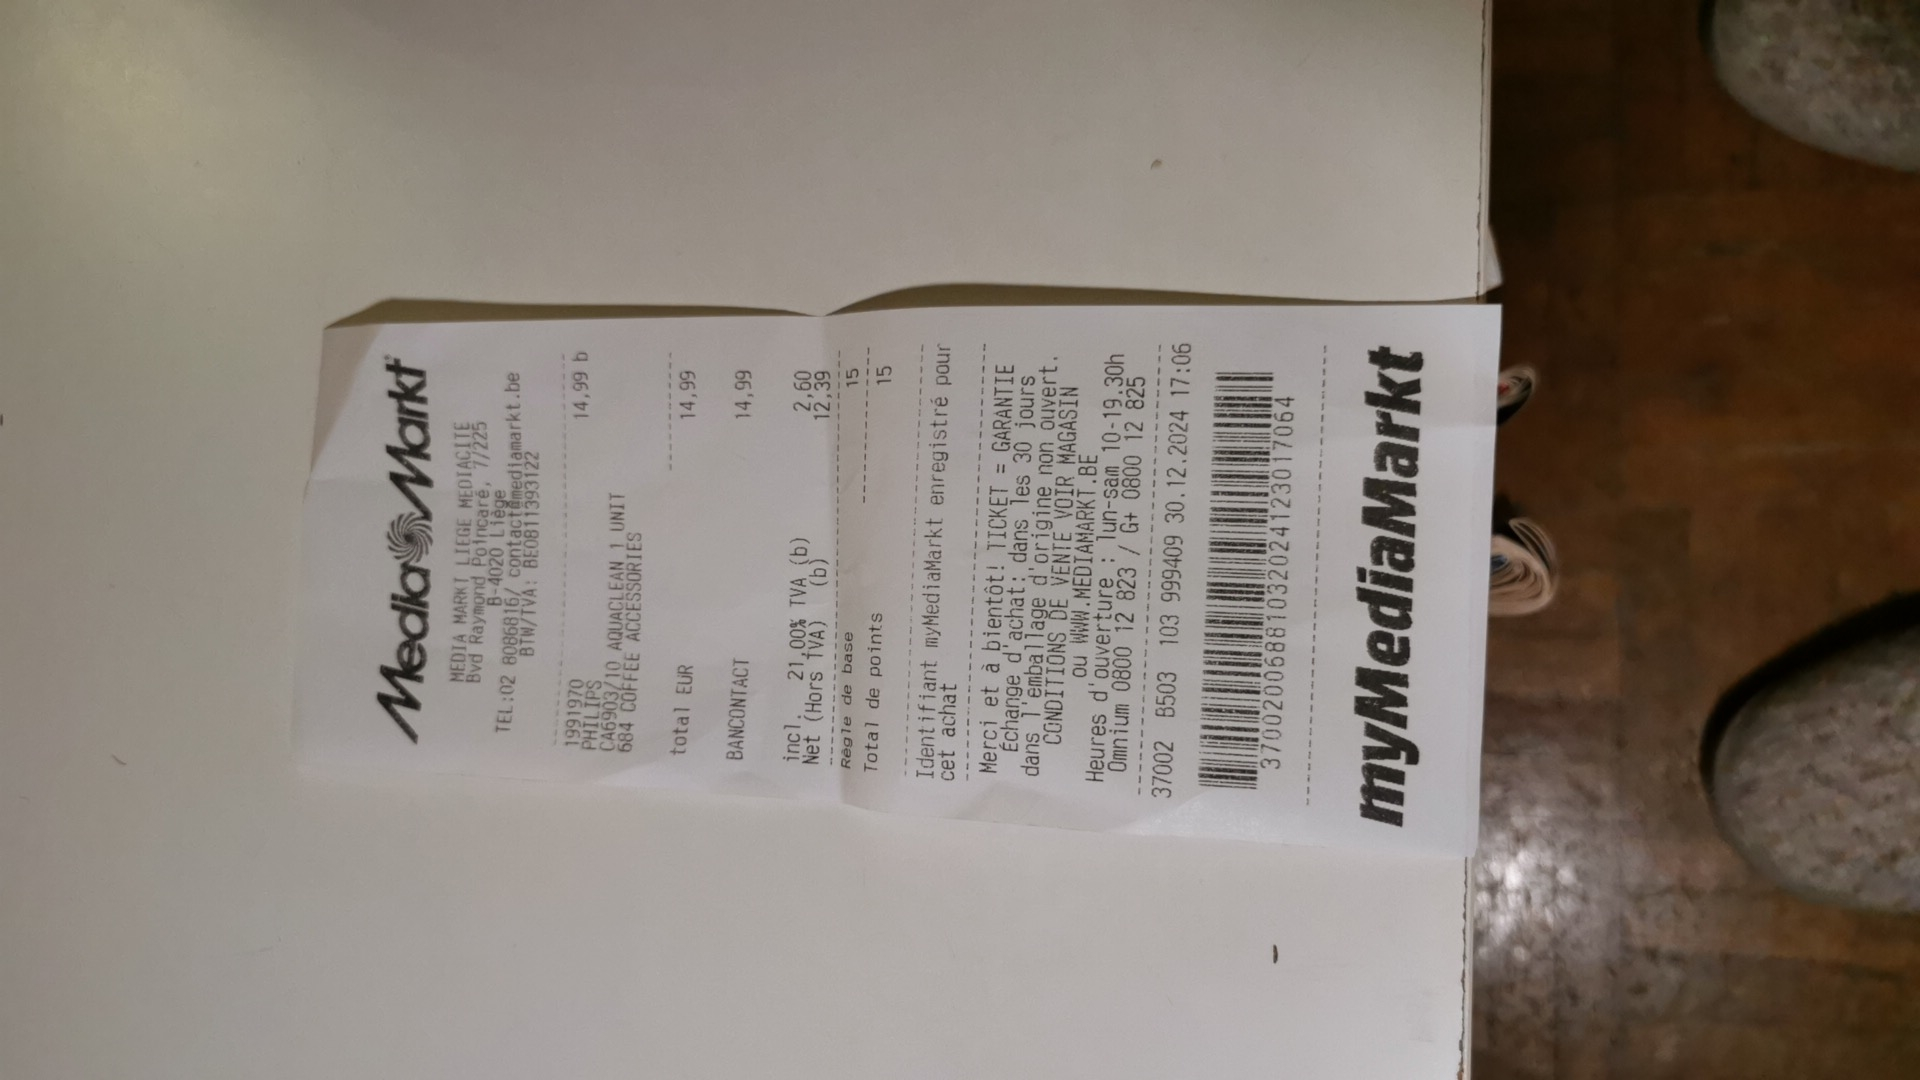 MediaMarkt
MEDIA MARKT LIEGE MEDIACITE
Bvd Raymond Poincaré, 7/225
B-4020 Liège
TEL:02 8086816/ contact@mediamarkt.be
BTW/TVA: BE0811393122
1991970 14,99 b
PHILIPS
CA6903/10 AQUACLEAN 1 UNIT
684 COFFEE ACCESSORIES
total EUR 14,99
BANCONTACT 14,99
incl. 21,00% TVA (b) 2,60
Net (Hors TVA) (b) 12,39
Règle de base 15
Total de points 15
Identifiant myMediaMarkt enregistré pour
cet achat
Merci et à bientôt! TICKET = GARANTIE
Échange d'achat: dans les 30 jours
dans l'emballage d'origine non ouvert.
CONDITIONS DE VENTE VOIR MAGASIN
ou WWW.MEDIAMARKT.BE
Heures d'ouverture : lun-sam 10-19.30h
Omnium 0800 12 823 / G+ 0800 12 825
37002 B503 103 999409 30.12.2024 17:06
3700200688103202412301​7064
myMediaMarkt